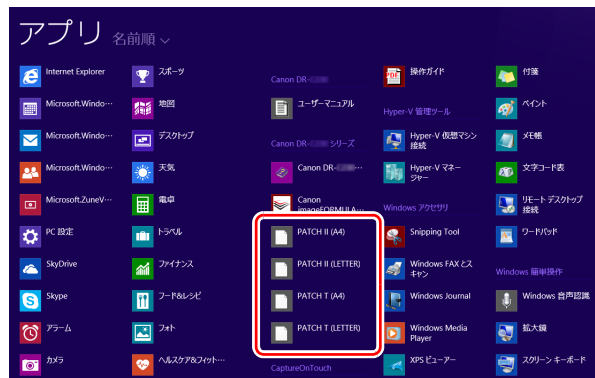 アプリ 名前順
Internet Explorer
Microsoft.Windo…
Microsoft.Windo…
Microsoft.Windo…
Microsoft.ZuneV…
PC 設定
SkyDrive
Skype
アラーム
カメラ
スポーツ
地図
デスクトップ
天気
電卓
トラベル
ファイナンス
フード&レシピ
フォト
ヘルスケア&フィット…
Canon DR-
ユーザーマニュアル
Canon DR- シリーズ
Canon DR- …
Canon
imageFORMULA…
PATCH II (A4)
PATCH II (LETTER)
PATCH T (A4)
PATCH T (LETTER)
CaptureOnTouch
PDF
操作ガイド
Hyper-V 管理ツール
Hyper-V 仮想マシン
接続
Hyper-V マネー
ジャー
Windows アクセサリ
Snipping Tool
Windows FAX とス
キャン
Windows Journal
Windows Media
Player
XPS ビューアー
付箋
ペイント
メモ帳
文字コード表
リモート デスクトップ
接続
ワードパッド
Windows 簡単操作
Windows 音声認識
拡大鏡
スクリーン キーボード